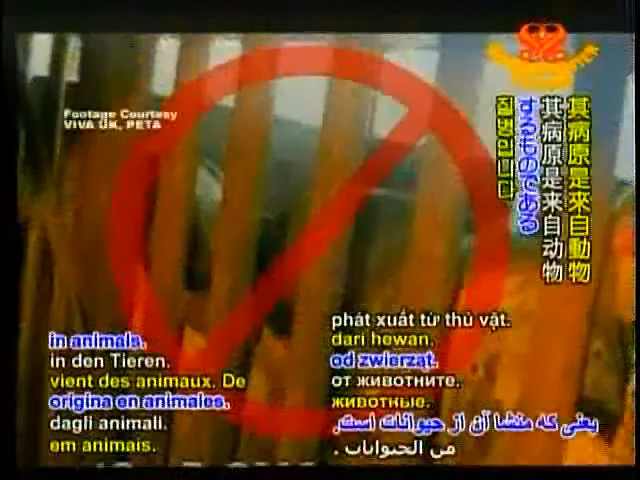 Footage Courtesy
VIVA UK, PETA
其病原是來自動物
其病原是来自动物
するものである
질병입니다
in animals.
in den Tieren.
vient des animaux. De
origina en animales.
dagli animali.
em animais.
phát xuất từ thú vật.
dari hewan.
od zwierząt.
от животните.
животные.
یعنی که منشا آن از حیوانات است.
من الحيوانات .